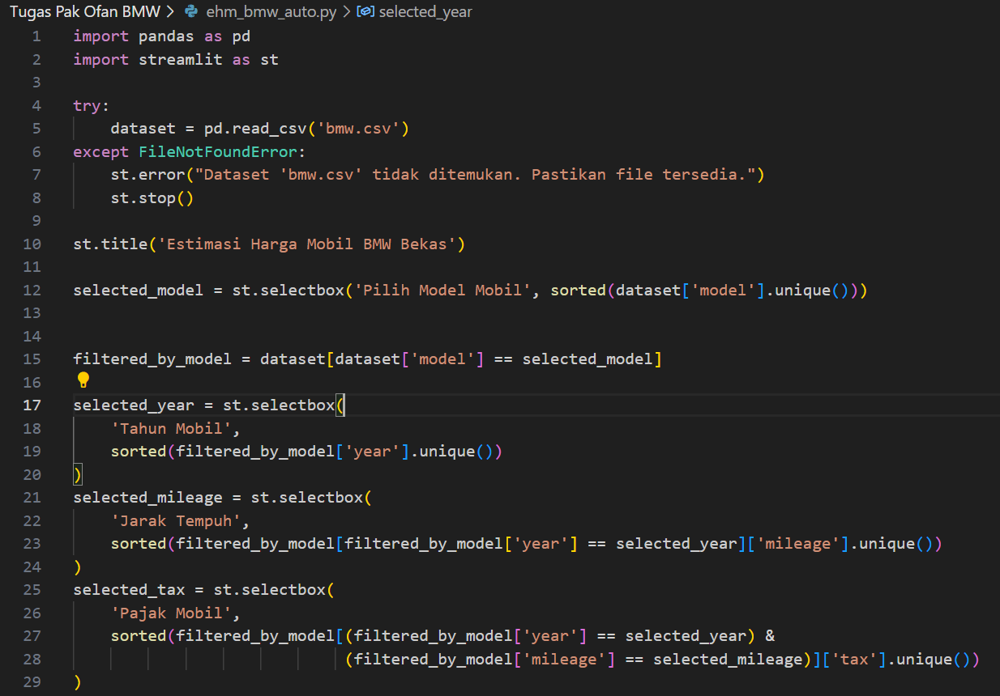 Tugas Pak Ofan BMW > ehm_bmw_auto.py > selected_year
1 import pandas as pd
2 import streamlit as st
3
4 try:
5     dataset = pd.read_csv('bmw.csv')
6 except FileNotFoundError:
7     st.error("Dataset 'bmw.csv' tidak ditemukan. Pastikan file tersedia.")
8     st.stop()
9
10 st.title('Estimasi Harga Mobil BMW Bekas')
11
12 selected_model = st.selectbox('Pilih Model Mobil', sorted(dataset['model'].unique()))
13
14
15 filtered_by_model = dataset[dataset['model'] == selected_model]
16
17 selected_year = st.selectbox(
18     'Tahun Mobil',
19     sorted(filtered_by_model['year'].unique())
20 )
21 selected_mileage = st.selectbox(
22     'Jarak Tempuh',
23     sorted(filtered_by_model[filtered_by_model['year'] == selected_year]['mileage'].unique())
24 )
25 selected_tax = st.selectbox(
26     'Pajak Mobil',
27     sorted(filtered_by_model[(filtered_by_model['year'] == selected_year) &
28                              (filtered_by_model['mileage'] == selected_mileage)]['tax'].unique())
29 )